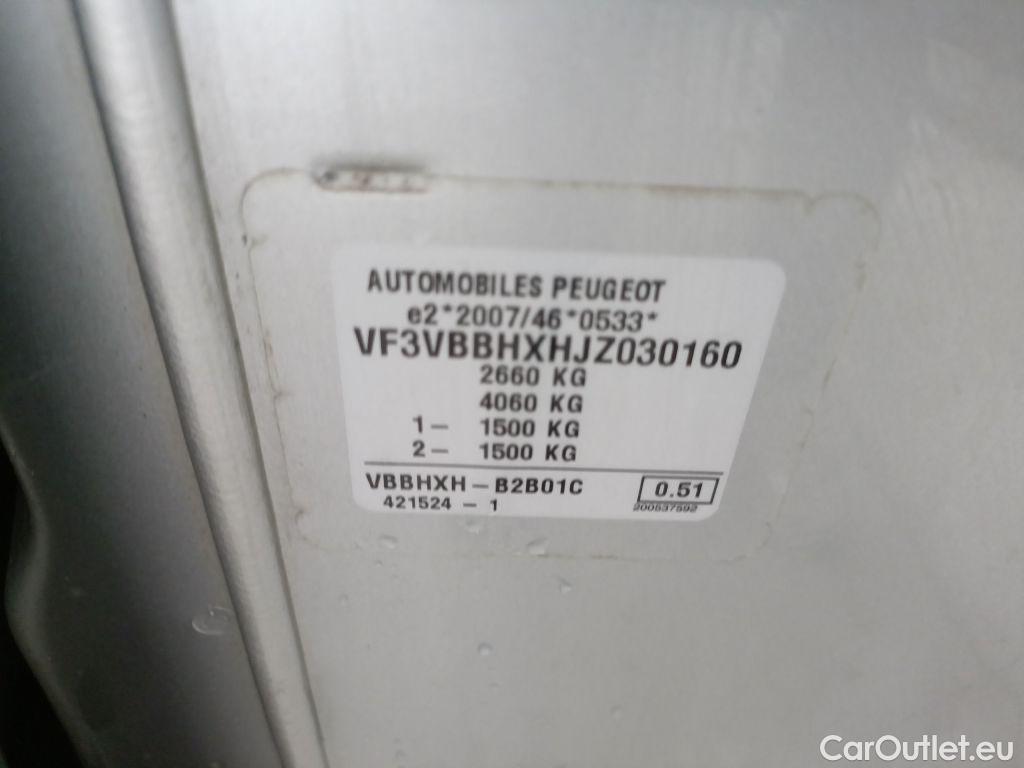 AUTOMOBILES PEUGEOT
e2*2007/46*0533*
VF3VBBHXHJZ030160
2660 KG
4060 KG
1- 1500 KG
2- 1500 KG
VBBHXH-B2B01C 0.51
421524-1 200537592
CarOutlet.eu